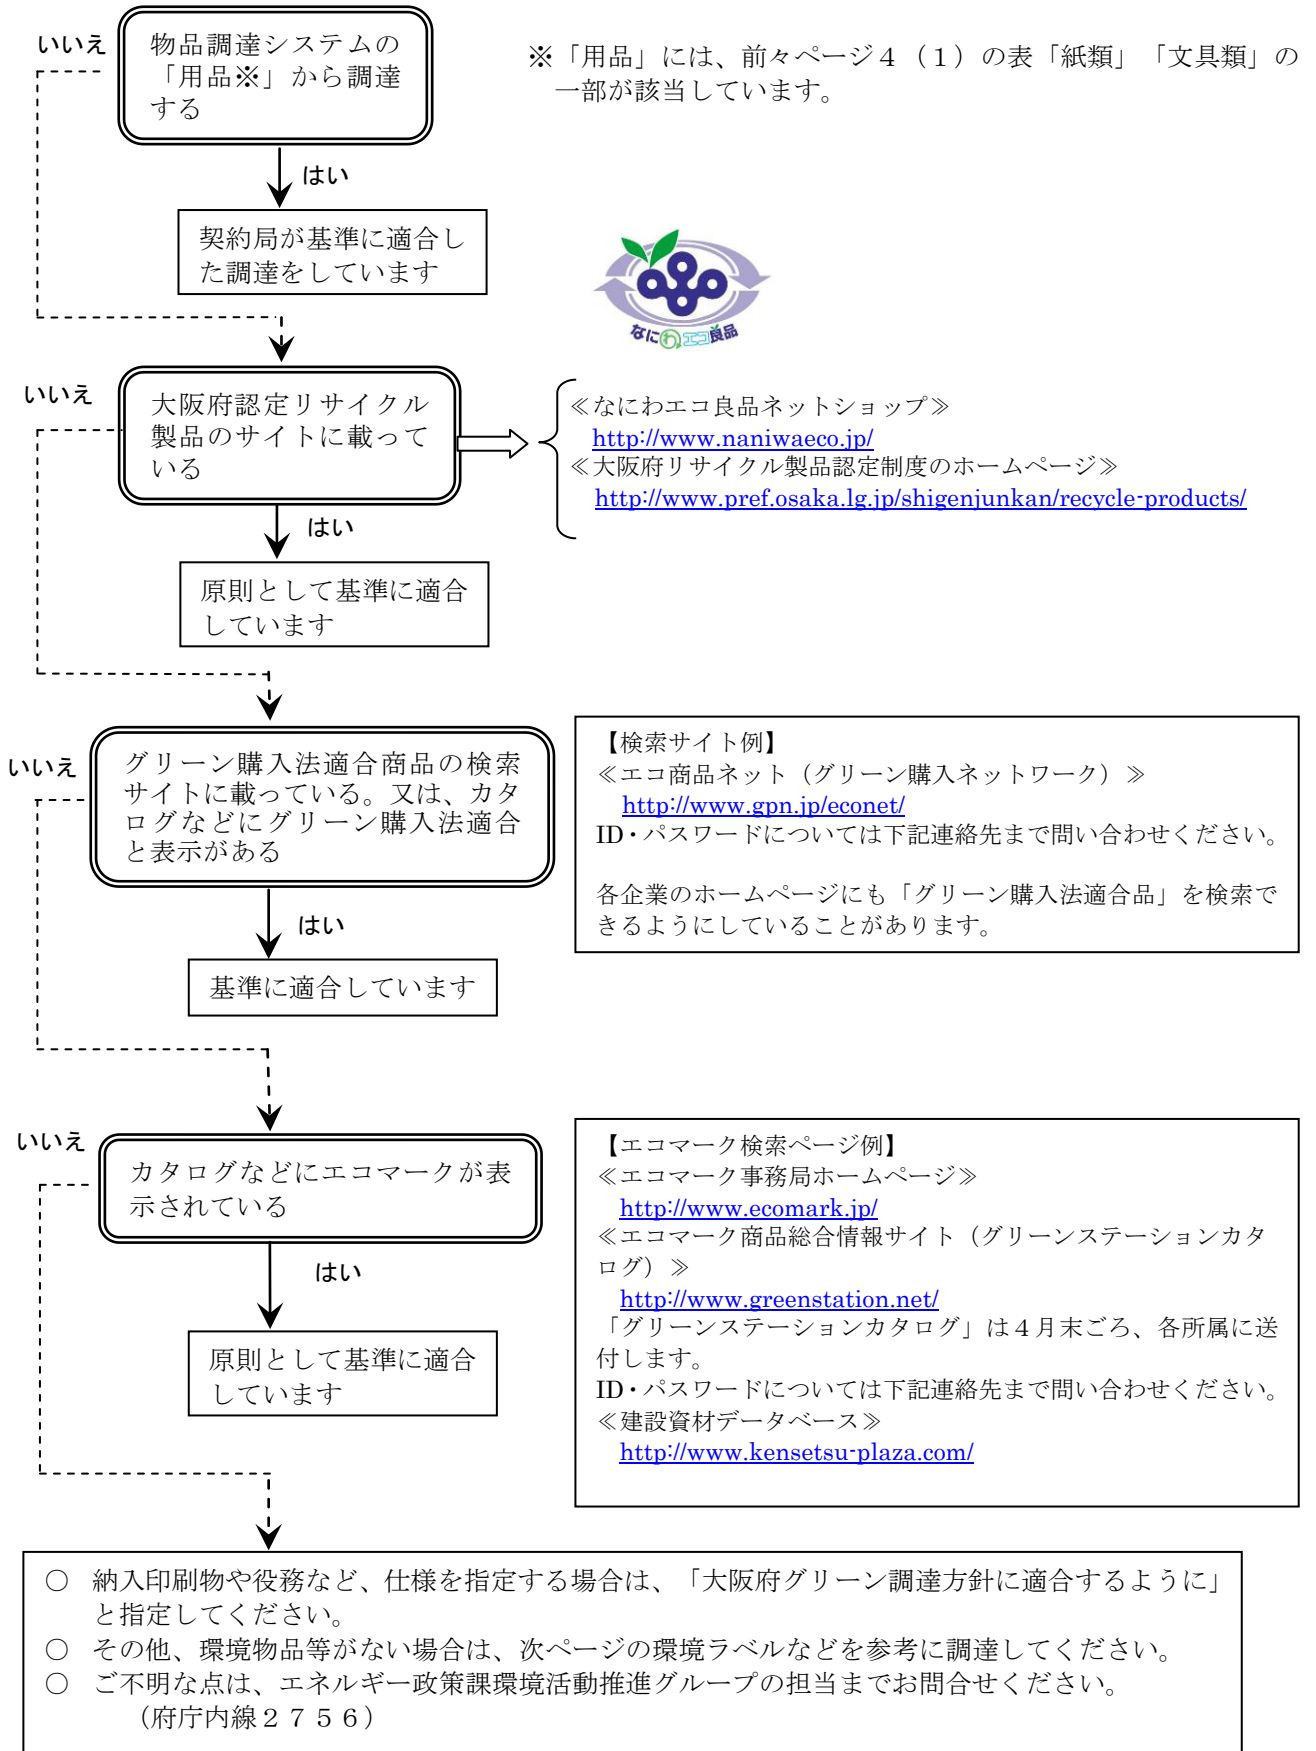 いいえ
物品調達システムの
「用品※」から調達
する
※「用品」には、前々ページ４（１）の表「紙類」「文具類」の
一部が該当しています。
はい
契約局が基準に適合し
た調達をしています
なにわエコ良品
いいえ
大阪府認定リサイクル
製品のサイトに載って
いる
≪なにわエコ良品ネットショップ≫
http://www.naniwaeco.jp/
≪大阪府リサイクル製品認定制度のホームページ≫
http://www.pref.osaka.lg.jp/shigenjunkan/recycle-products/
はい
原則として基準に適合
しています
いいえ
グリーン購入法適合商品の検索
サイトに載っている。又は、カタ
ログなどにグリーン購入法適合
と表示がある
【検索サイト例】
≪エコ商品ネット（グリーン購入ネットワーク）≫
http://www.gpn.jp/econet/
ID・パスワードについては下記連絡先まで問い合わせください。
各企業のホームページにも「グリーン購入法適合品」を検索で
きるようにしていることがあります。
はい
基準に適合しています
いいえ
カタログなどにエコマークが表
示されている
【エコマーク検索ページ例】
≪エコマーク事務局ホームページ≫
http://www.ecomark.jp/
≪エコマーク商品総合情報サイト（グリーンステーションカタ
ログ）≫
http://www.greenstation.net/
「グリーンステーションカタログ」は４月末ごろ、各所属に送
付します。
ID・パスワードについては下記連絡先まで問い合わせください。
≪建設資材データベース≫
http://www.kensetsu-plaza.com/
はい
原則として基準に適合
しています
○　納入印刷物や役務など、仕様を指定する場合は、「大阪府グリーン調達方針に適合するように」
と指定してください。
○　その他、環境物品等がない場合は、次ページの環境ラベルなどを参考に調達してください。
○　ご不明な点は、エネルギー政策課環境活動推進グループの担当までお問合せください。
（府庁内線２７５６）